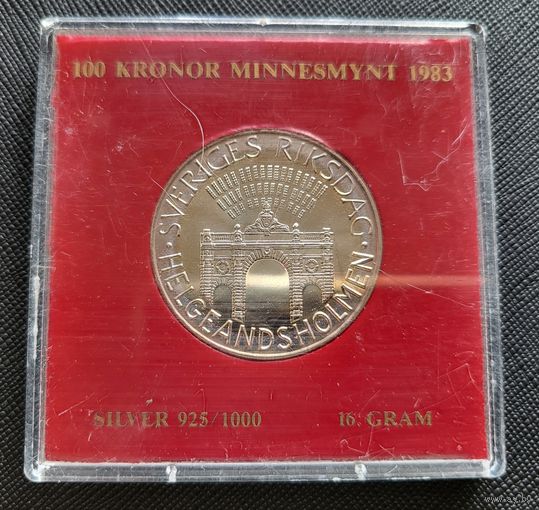 100 KRONOR MINNESMYNT 1983
· SVERIGES RIKSDAG ·
HELGEANDSHOLMEN
SILVER 925/1000 16 GRAM